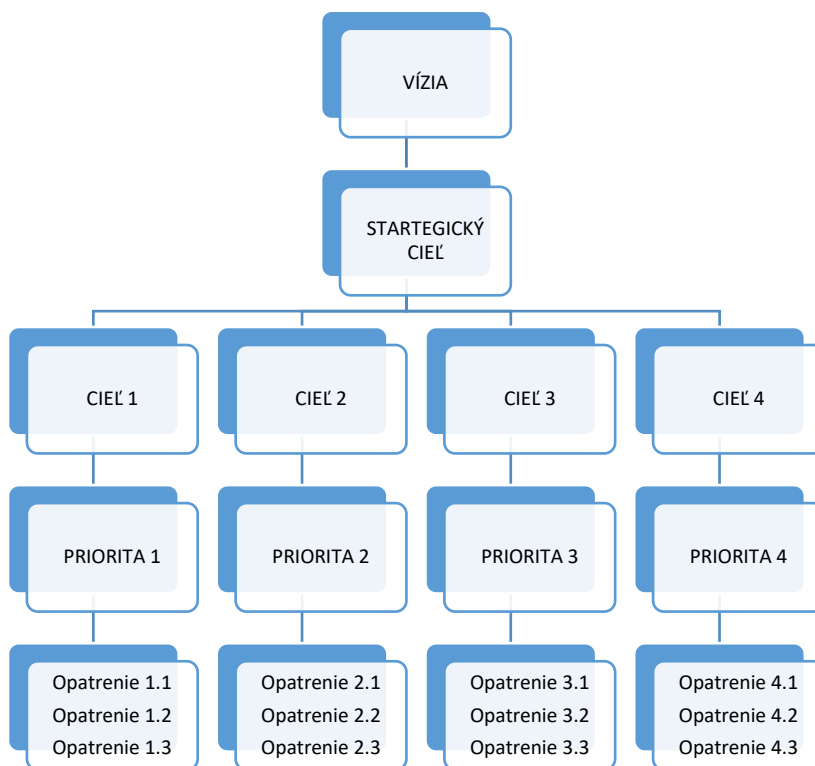 VÍZIA
STARTEGICKÝ
CIEĽ
CIEĽ 1
CIEĽ 2
CIEĽ 3
CIEĽ 4
PRIORITA 1
PRIORITA 2
PRIORITA 3
PRIORITA 4
Opatrenie 1.1
Opatrenie 1.2
Opatrenie 1.3
Opatrenie 2.1
Opatrenie 2.2
Opatrenie 2.3
Opatrenie 3.1
Opatrenie 3.2
Opatrenie 3.3
Opatrenie 4.1
Opatrenie 4.2
Opatrenie 4.3